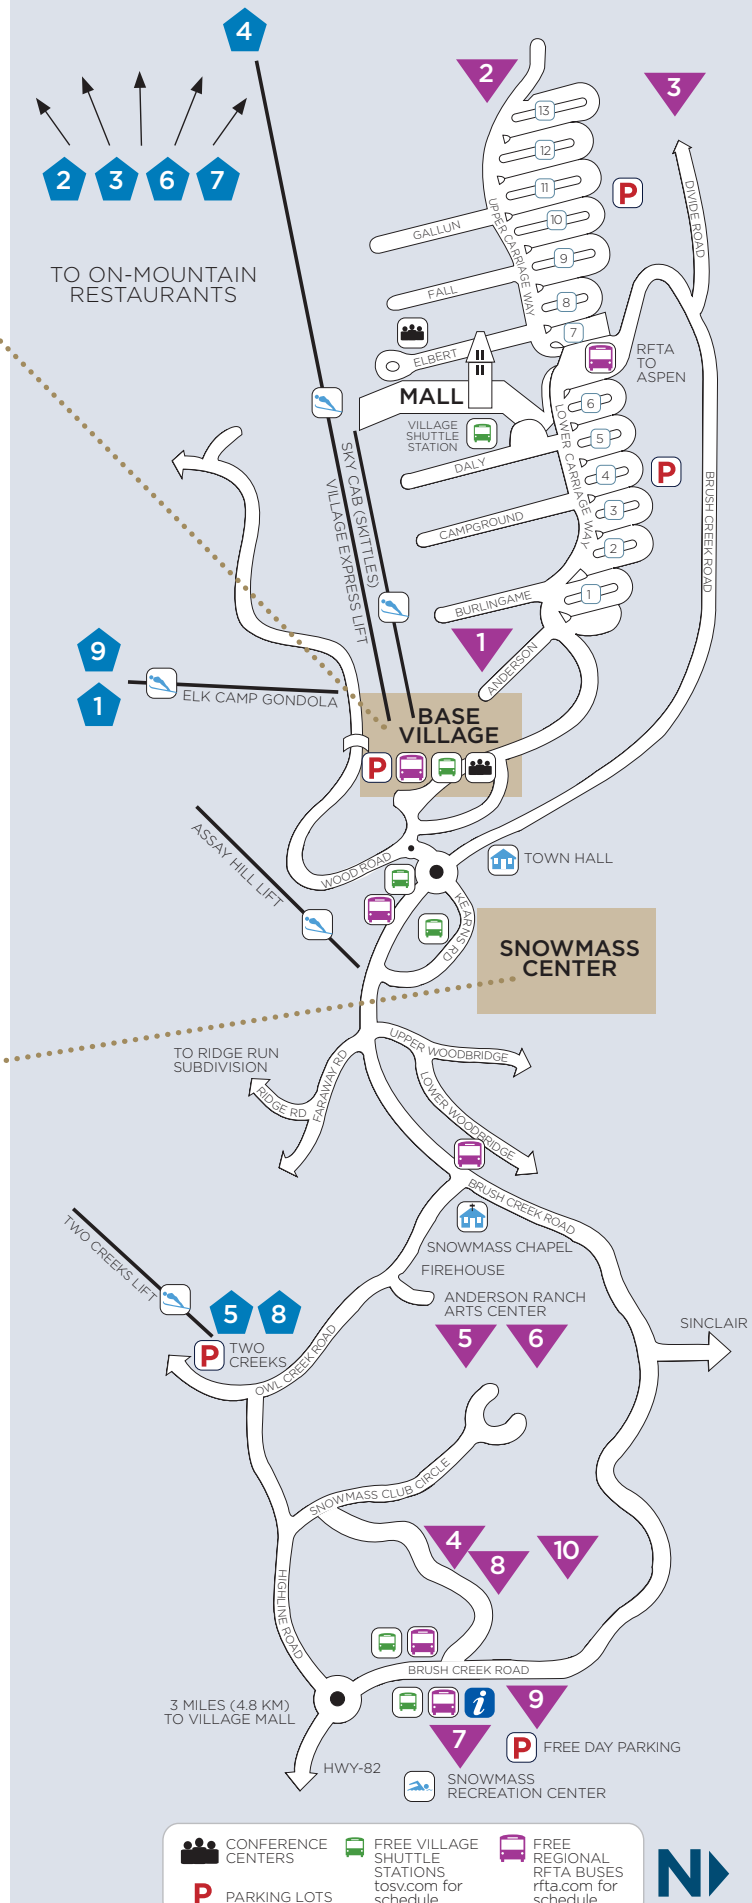 4
2 3 6 7
TO ON-MOUNTAIN
RESTAURANTS
2
3
13
12
11
10
9
8
7
UPPER CARRIAGE WAY
GALLUN
FALL
ELBERT
P
DIVIDE ROAD
RFTA
TO
ASPEN
MALL
VILLAGE
SHUTTLE
STATION
6
5
4
3
2
1
P
LOWER CARRIAGE WAY
DALY
CAMPGROUND
BURLINGAME
ANDERSON
BRUSH CREEK ROAD
SKY CAB (SKITTLES)
VILLAGE EXPRESS LIFT
1
9
1
ELK CAMP GONDOLA
BASE
VILLAGE
P
ASSAY HILL LIFT
WOOD ROAD
TOWN HALL
KEARNS RD
SNOWMASS
CENTER
TO RIDGE RUN
SUBDIVISION
RIDGE RD
FARAWAY RD
UPPER WOODBRIDGE
LOWER WOODBRIDGE
BRUSH CREEK ROAD
SNOWMASS CHAPEL
FIREHOUSE
ANDERSON RANCH
ARTS CENTER
5 6
TWO CREEKS LIFT
5 8
P
TWO
CREEKS
OWL CREEK ROAD
SINCLAIR
SNOWMASS CLUB CIRCLE
4
8
10
HIGHLINE ROAD
BRUSH CREEK ROAD
3 MILES (4.8 KM)
TO VILLAGE MALL
i
9
7
P FREE DAY PARKING
HWY-82
SNOWMASS
RECREATION CENTER
CONFERENCE
CENTERS
P PARKING LOTS
FREE VILLAGE
SHUTTLE
STATIONS
tosv.com for
schedule
FREE
REGIONAL
RFTA BUSES
rfta.com for
schedule
N